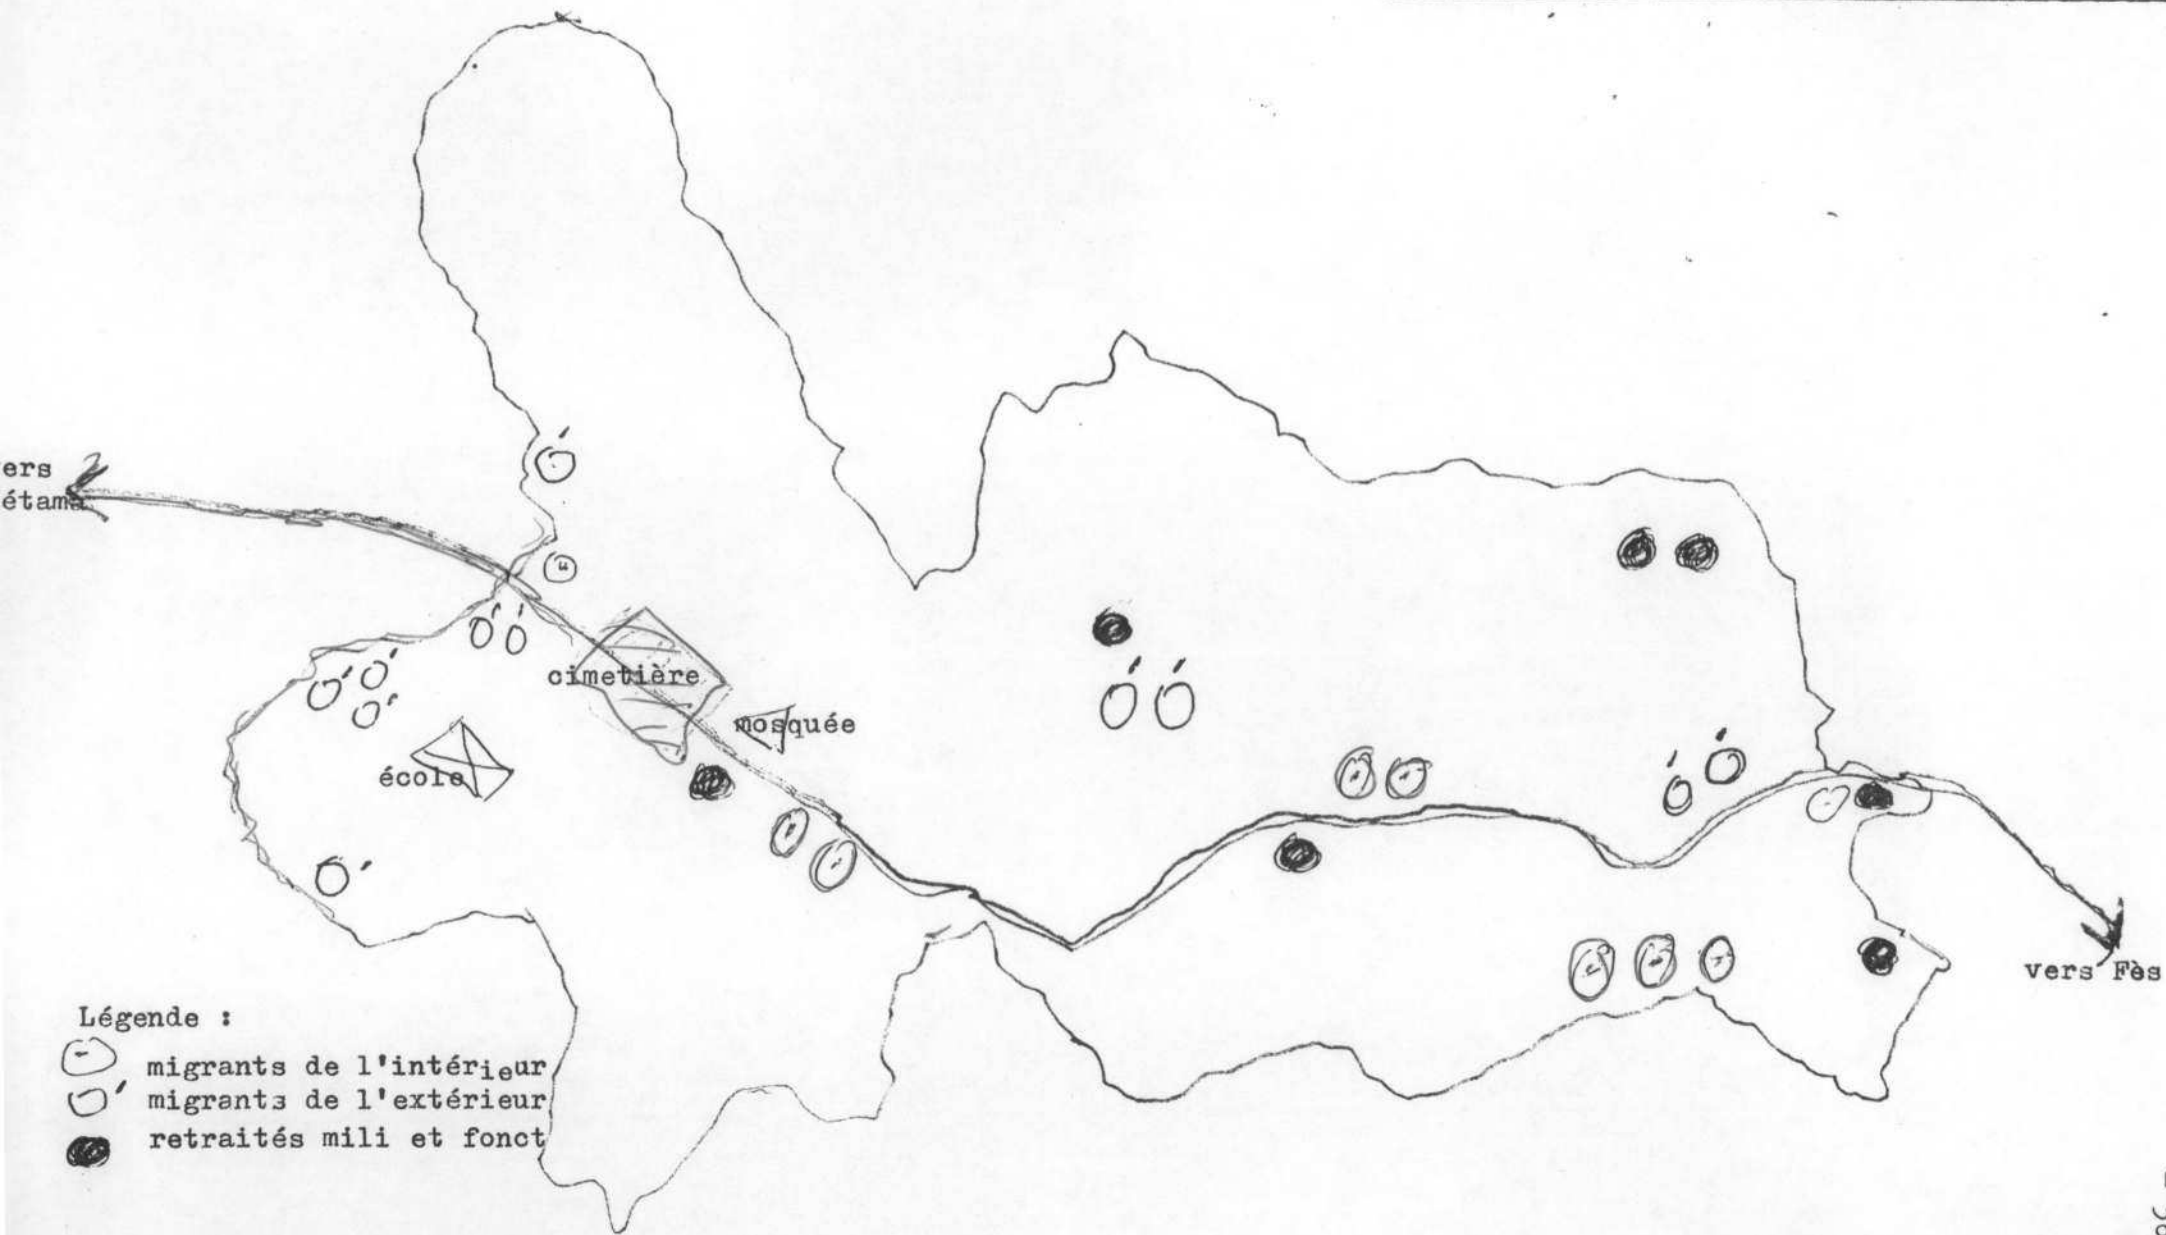 ers
étama
cimetière
mosquée
école
vers Fès
Légende :
migrants de l'intérieur
migrants de l'extérieur
retraités mili et fonct